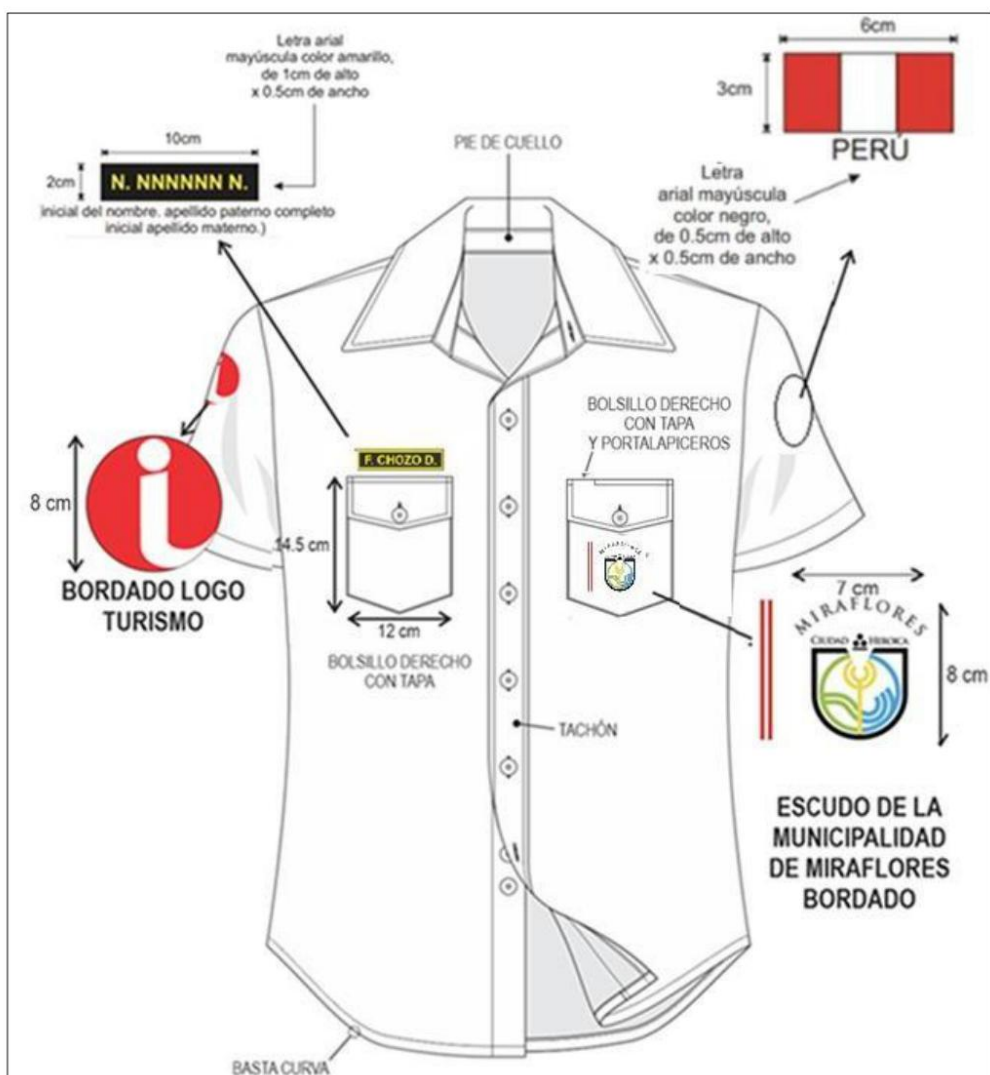 Letra arial
mayúscula color amarillo,
de 1cm de alto
x 0.5cm de ancho
10cm
2cm
N. NNNNNN N.
inicial del nombre. apellido paterno completo
inicial apellido materno.)
PIE DE CUELLO
6cm
3cm
PERÚ
Letra
arial mayúscula
color negro,
de 0.5cm de alto
x 0.5cm de ancho
8 cm
BORDADO LOGO
TURISMO
F. CHOZO D.
14.5 cm
12 cm
BOLSILLO DERECHO
CON TAPA
BOLSILLO DERECHO
CON TAPA
Y PORTALAPICEROS
TACHÓN
7 cm
MIRAFLORES
CIUDAD HEROICA
8 cm
ESCUDO DE LA
MUNICIPALIDAD
DE MIRAFLORES
BORDADO
BASTA CURVA